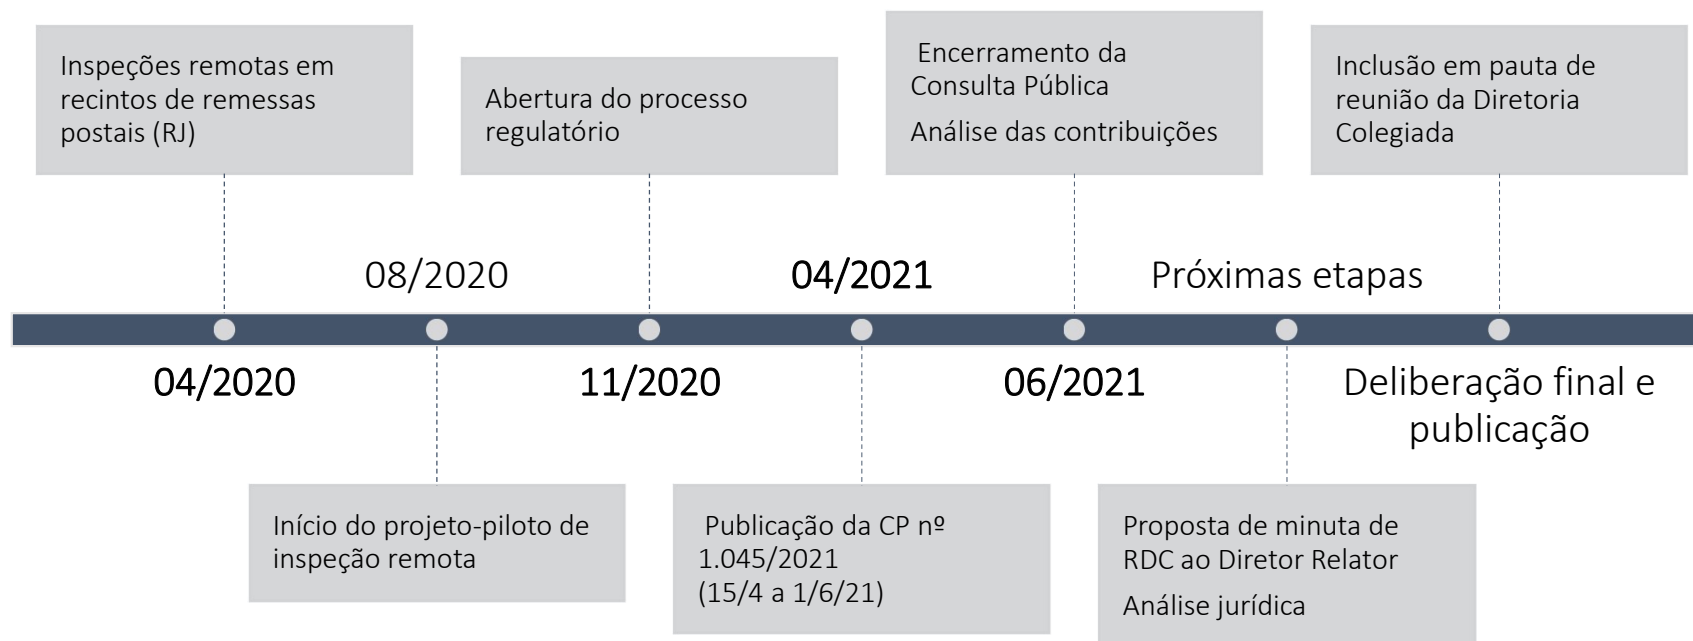 Inspeções remotas em
recintos de remessas
postais (RJ)
Abertura do processo
regulatório
Encerramento da
Consulta Pública
Análise das contribuições
Inclusão em pauta de
reunião da Diretoria
Colegiada
08/2020
04/2021
Próximas etapas
04/2020
11/2020
06/2021
Deliberação final e
publicação
Início do projeto-piloto de
inspeção remota
Publicação da CP nº
1.045/2021
(15/4 a 1/6/21)
Proposta de minuta de
RDC ao Diretor Relator
Análise jurídica